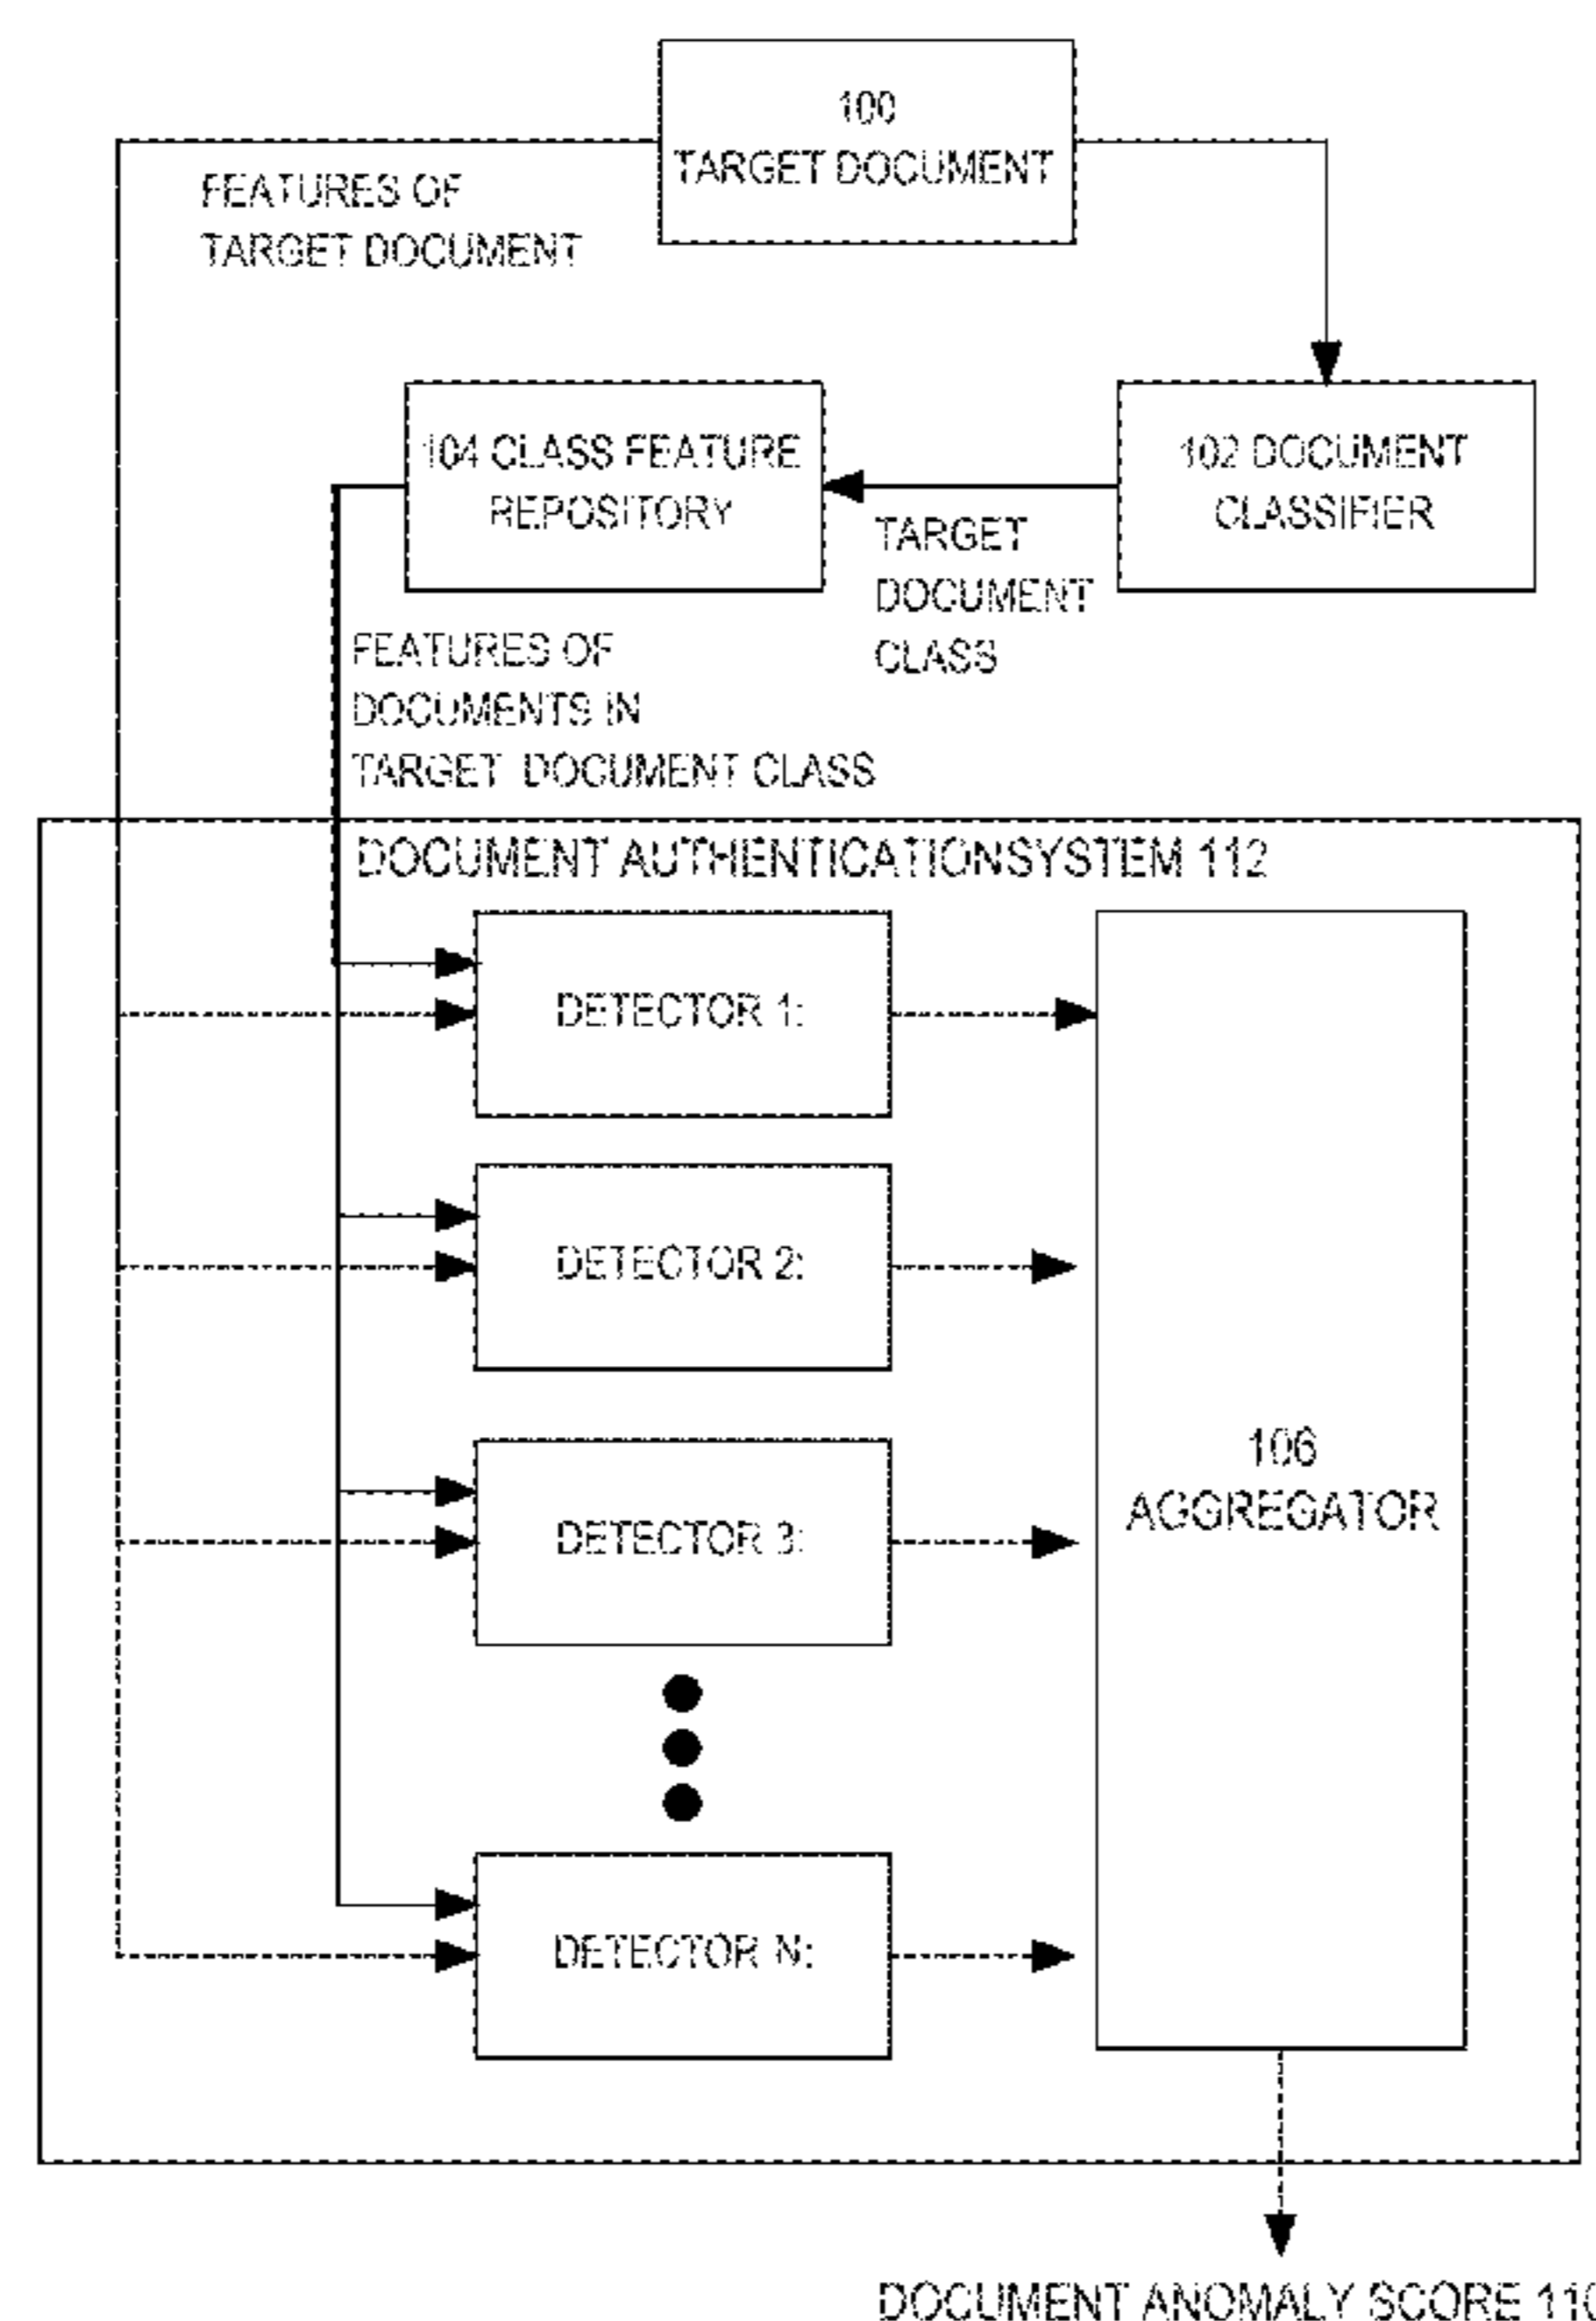 100
TARGET DOCUMENT
FEATURES OF
TARGET DOCUMENT
104 CLASS FEATURE
REPOSITORY
102 DOCUMENT
CLASSIFIER
TARGET
DOCUMENT
CLASS
FEATURES OF
DOCUMENTS IN
TARGET DOCUMENT CLASS
DOCUMENT AUTHENTICATIONSYSTEM 112
DETECTOR 1:
DETECTOR 2:
DETECTOR 3:
DETECTOR N:
106
AGGREGATOR
DOCUMENT ANOMALY SCORE 110